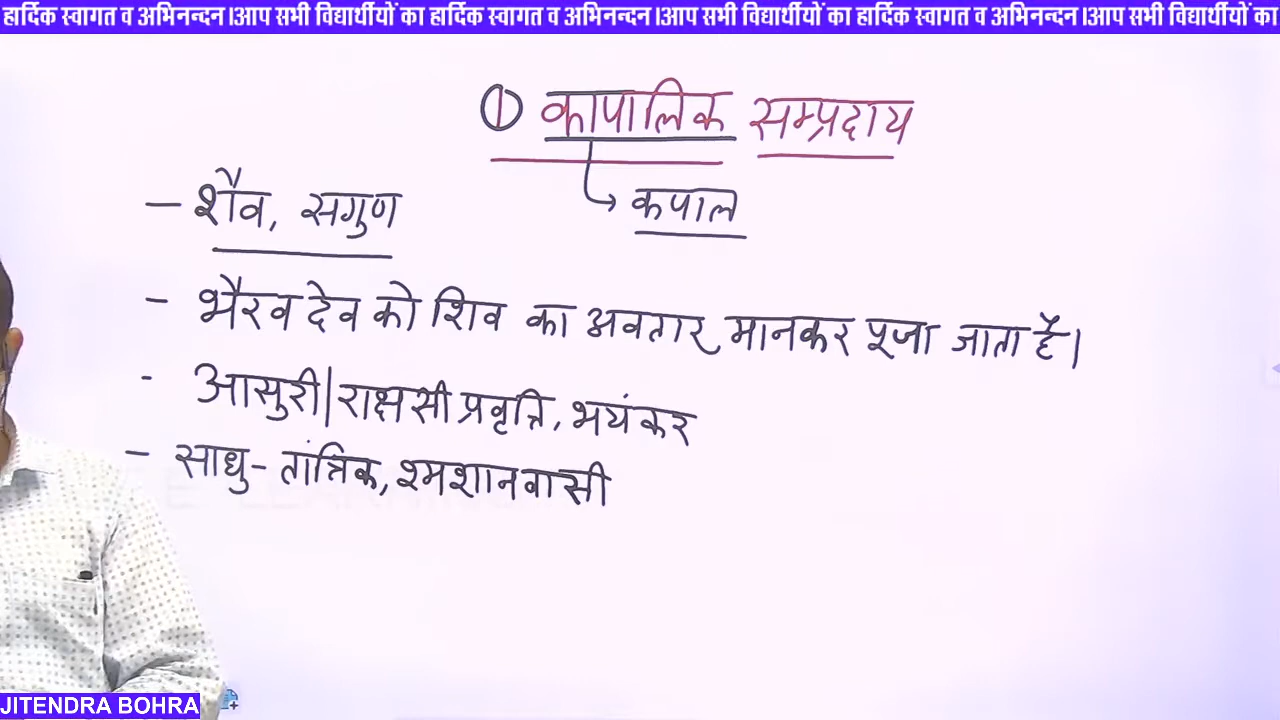 हार्दिक स्वागत व अभिनन्दन।आप सभी विद्यार्थीयों का हार्दिक स्वागत व अभिनन्दन।आप सभी विद्यार्थीयों का हार्दिक स्वागत व अभिनन्दन।आप सभी विद्यार्थीयों का
① कापालिक सम्प्रदाय
→ कपाल
– शैव, सगुण
- भैरव देव को शिव का अवतार मानकर पूजा जाता है।
- आसुरी|राक्षसी प्रवृत्ति, भयंकर
- साधु- तांत्रिक, श्मशानवासी
JITENDRA BOHRA